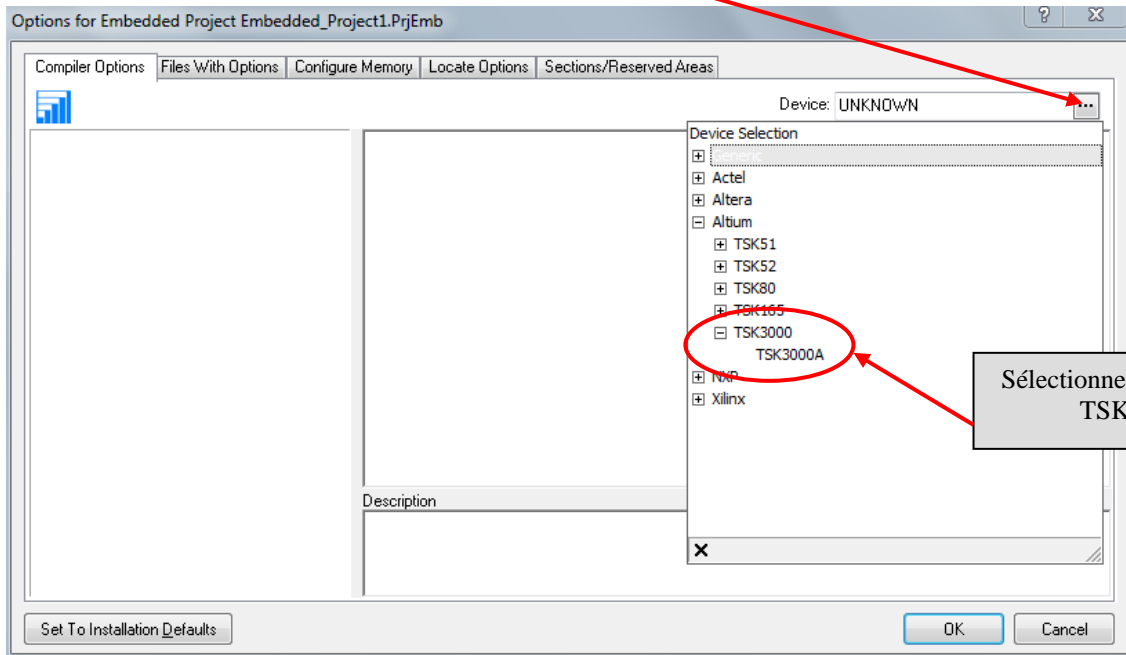 Options for Embedded Project Embedded_Project1.PrjEmb
Compiler Options Files With Options Configure Memory Locate Options Sections/Reserved Areas
Device: UNKNOWN ...
Device Selection
Generic
Actel
Altera
Altium
TSK51
TSK52
TSK80
TSK165
TSK3000
TSK3000A
NXP
Xilinx
Sélectionne
TSK
Description
Set To Installation Defaults OK Cancel